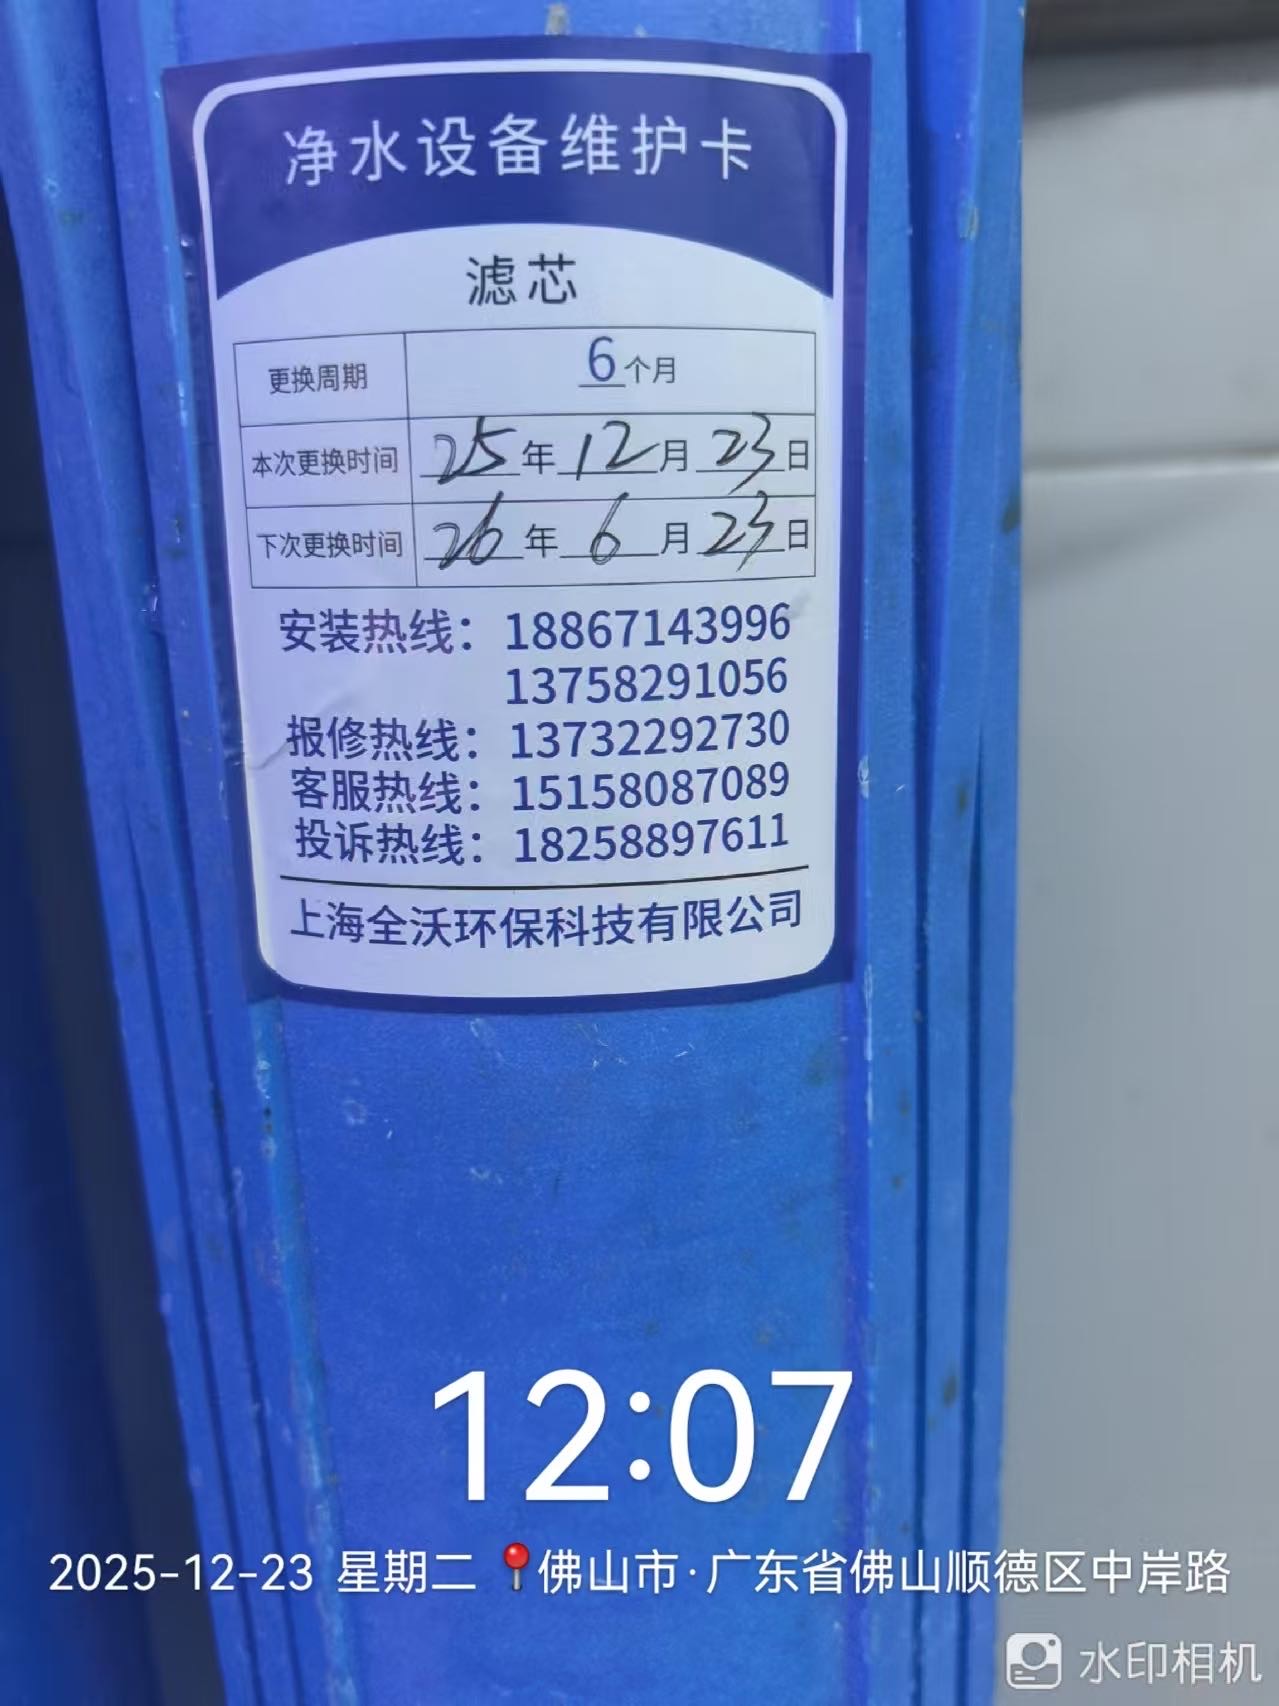 净水设备维护卡
滤芯
更换周期 6个月
本次更换时间 25年12月23日
下次更换时间 26年6月23日
安装热线：18867143996
13758291056
报修热线：13732292730
客服热线：15158087089
投诉热线：18258897611
上海全沃环保科技有限公司
12:07
2025-12-23 星期二 佛山市·广东省佛山顺德区中岸路
水印相机